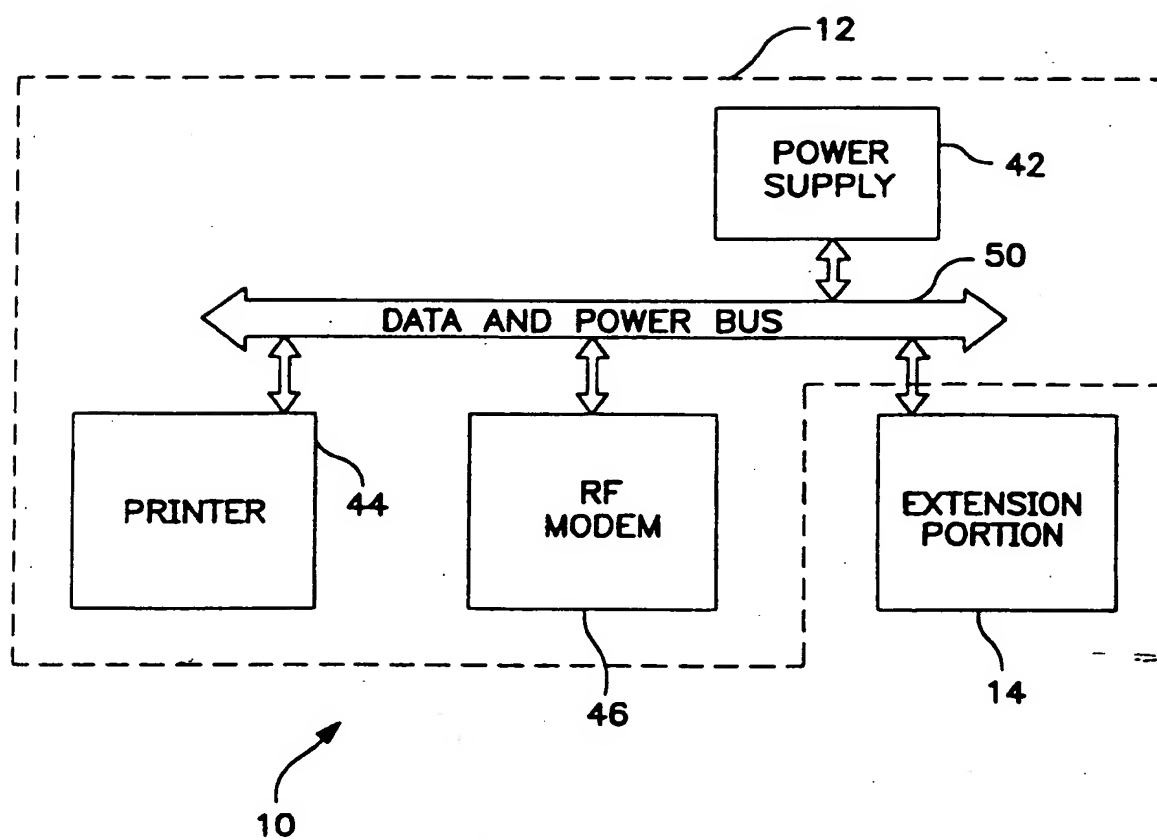 12
POWER
SUPPLY
42
50
DATA AND POWER BUS
PRINTER
44
RF
MODEM
46
EXTENSION
PORTION
14
10